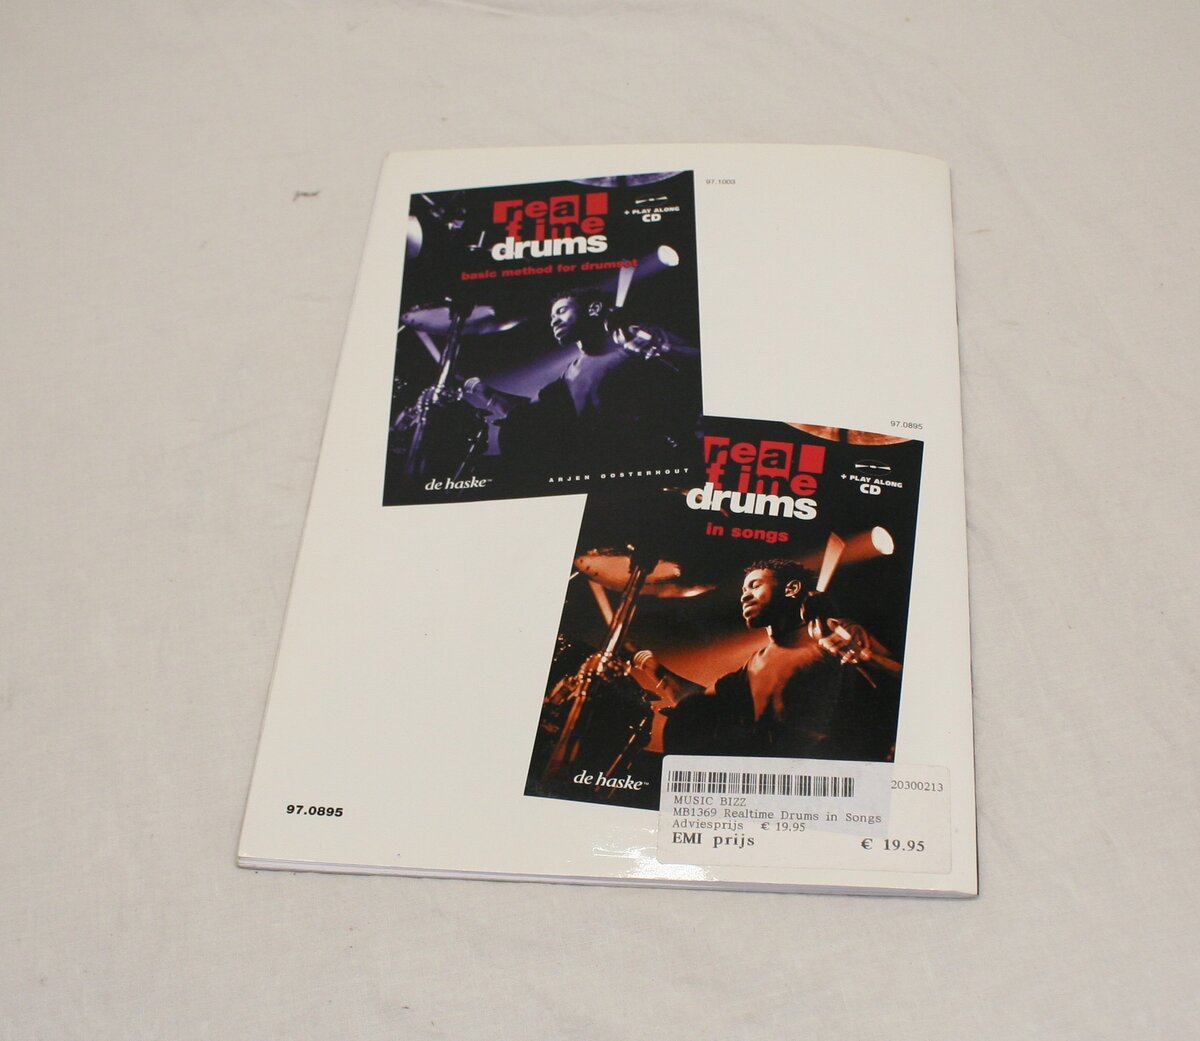 97.1003
real
time
drums
basic method for drumset
+ PLAY ALONG
CD
de haske™
ARJEN OOSTERHOUT
97.0895
real
time
drums
in songs
+ PLAY ALONG
CD
de haske™
97.0895
20300213
MUSIC BIZZ
MB1369 Realtime Drums in Songs
Adviesprijs € 19.95
EMI prijs € 19.95